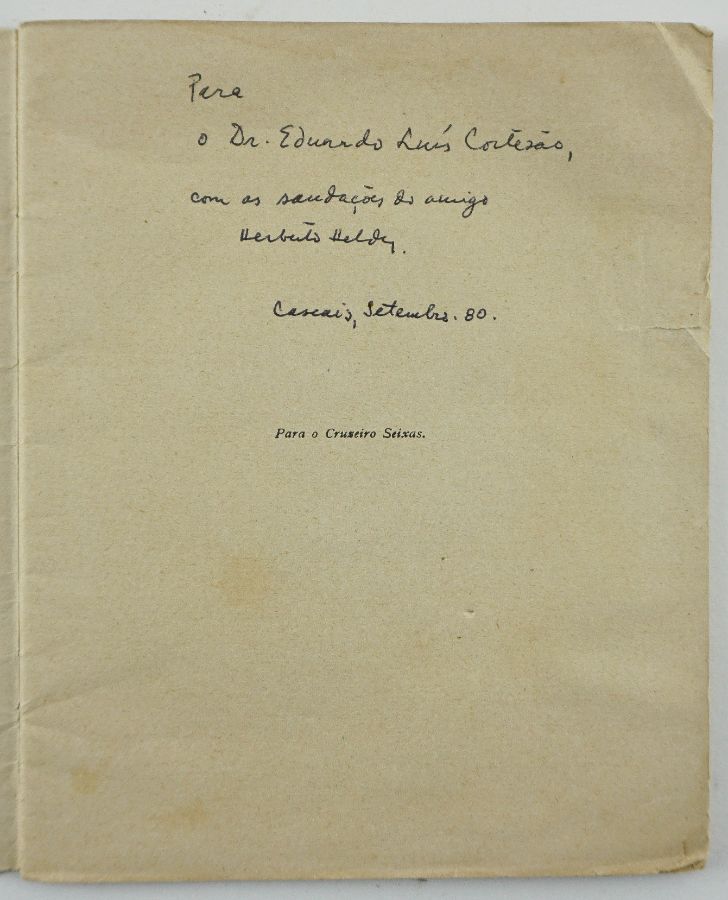 Para
o Dr. Eduardo Luís Cortesão,
com as saudações do amigo
Herberto Helder.
Cascais, Setembro. 80.
Para o Cruzeiro Seixas.